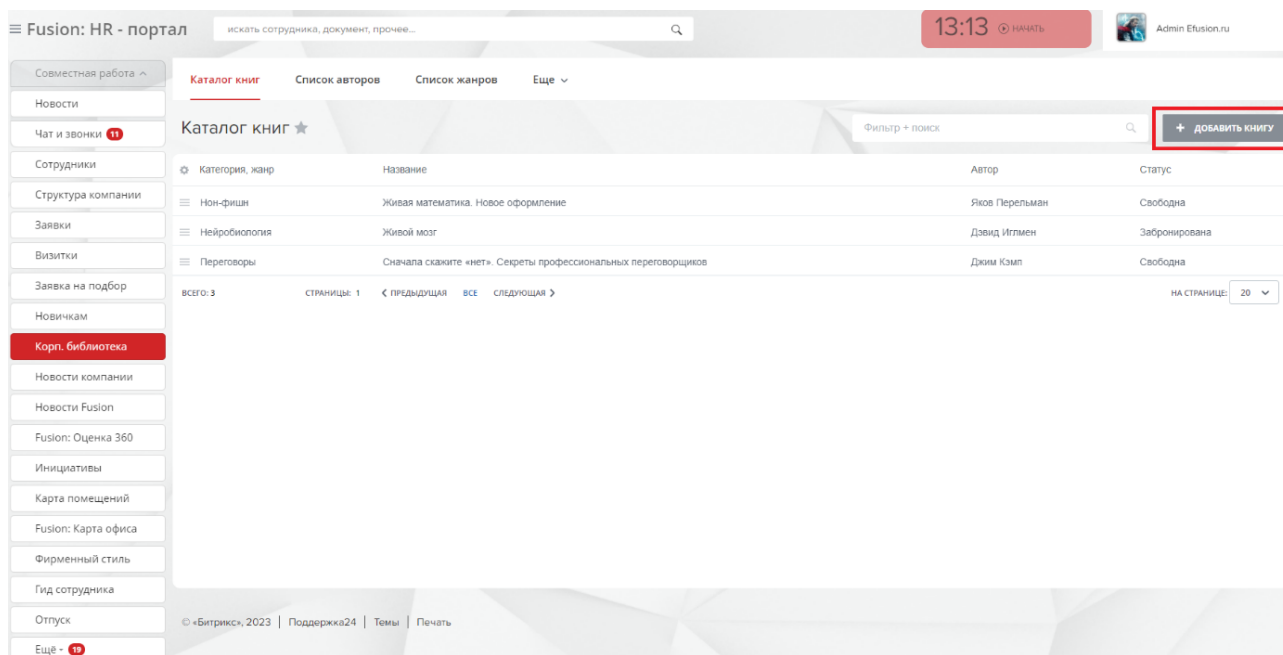 Fusion: HR - портал
искать сотрудника, документ, прочее...
13:13 НАЧАТЬ
Admin Efusion.ru
Совместная работа
Новости
Чат и звонки 11
Сотрудники
Структура компании
Заявки
Визитки
Заявка на подбор
Новичкам
Корп. библиотека
Новости компании
Новости Fusion
Fusion: Оценка 360
Инициативы
Карта помещений
Fusion: Карта офиса
Фирменный стиль
Гид сотрудника
Отпуск
Ещё - 19
Каталог книг Список авторов Список жанров Еще
Каталог книг
Фильтр + поиск
+ ДОБАВИТЬ КНИГУ
Категория, жанр Название Автор Статус
Нон-фишн Живая математика. Новое оформление Яков Перельман Свободна
Нейробиология Живой мозг Дэвид Иглмен Забронирована
Переговоры Сначала скажите «нет». Секреты профессиональных переговорщиков Джим Кэмп Свободна
ВСЕГО: 3 СТРАНИЦЫ: 1 ПРЕДЫДУЩАЯ ВСЕ СЛЕДУЮЩАЯ НА СТРАНИЦЕ: 20
© «Битрикс», 2023 | Поддержка24 | Темы | Печать